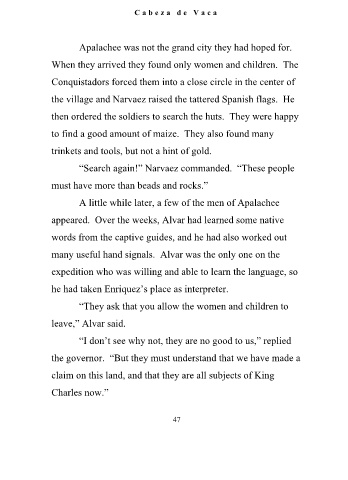 Cabeza de Vaca
Apalachee was not the grand city they had hoped for.
When they arrived they found only women and children. The
Conquistadors forced them into a close circle in the center of
the village and Narvaez raised the tattered Spanish flags. He
then ordered the soldiers to search the huts. They were happy
to find a good amount of maize. They also found many
trinkets and tools, but not a hint of gold.
“Search again!” Narvaez commanded. “These people
must have more than beads and rocks.”
A little while later, a few of the men of Apalachee
appeared. Over the weeks, Alvar had learned some native
words from the captive guides, and he had also worked out
many useful hand signals. Alvar was the only one on the
expedition who was willing and able to learn the language, so
he had taken Enriquez’s place as interpreter.
“They ask that you allow the women and children to
leave,” Alvar said.
“I don’t see why not, they are no good to us,” replied
the governor. “But they must understand that we have made a
claim on this land, and that they are all subjects of King
Charles now.”
47